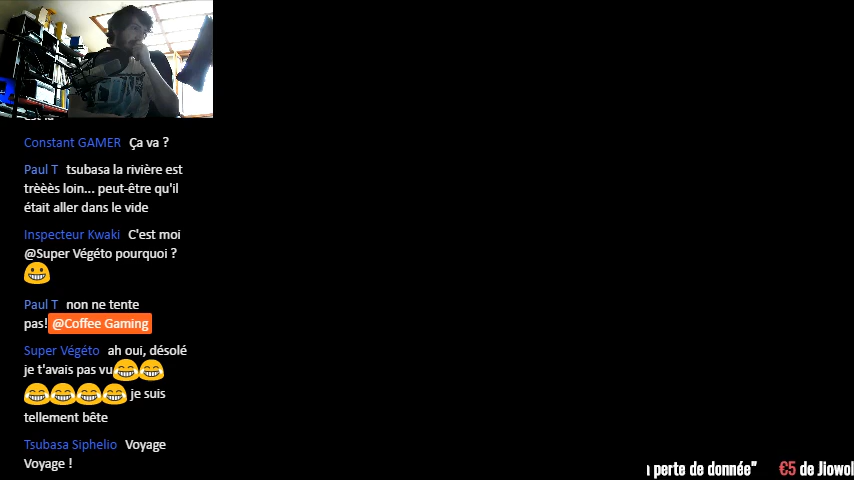 Constant GAMER Ça va ?
Paul T tsubasa la rivière est
trèèès loin... peut-être qu'il
était aller dans le vide
Inspecteur Kwaki C'est moi
@Super Végéto pourquoi ?
Paul T non ne tente
pas! @Coffee Gaming
Super Végéto ah oui, désolé
je t'avais pas vu
je suis
tellement bête
Tsubasa Siphelio Voyage
Voyage !
perte de donnée" €5 de Jiowol